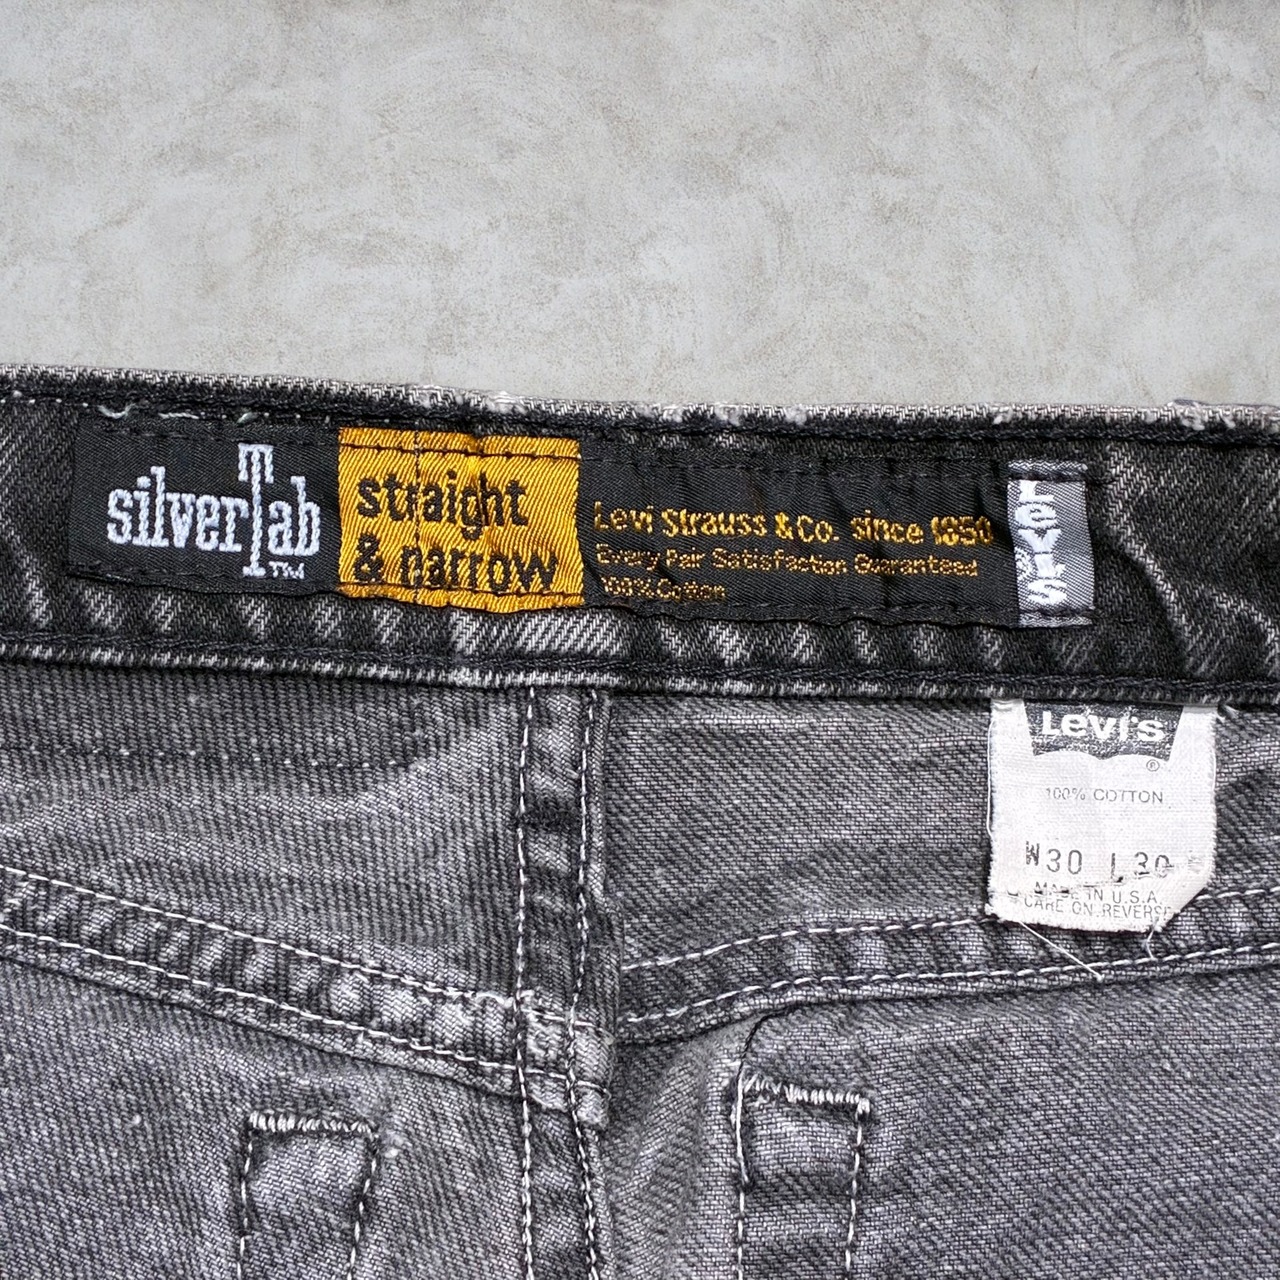 silverTab
TM
straight
& narrow
Levi Strauss & Co. since 1850
Every Pair Satisfaction Guaranteed
100% Cotton
Levi's
Levi's
®
100% COTTON
W30 L30
MADE IN U.S.A.
CARE ON REVERSE